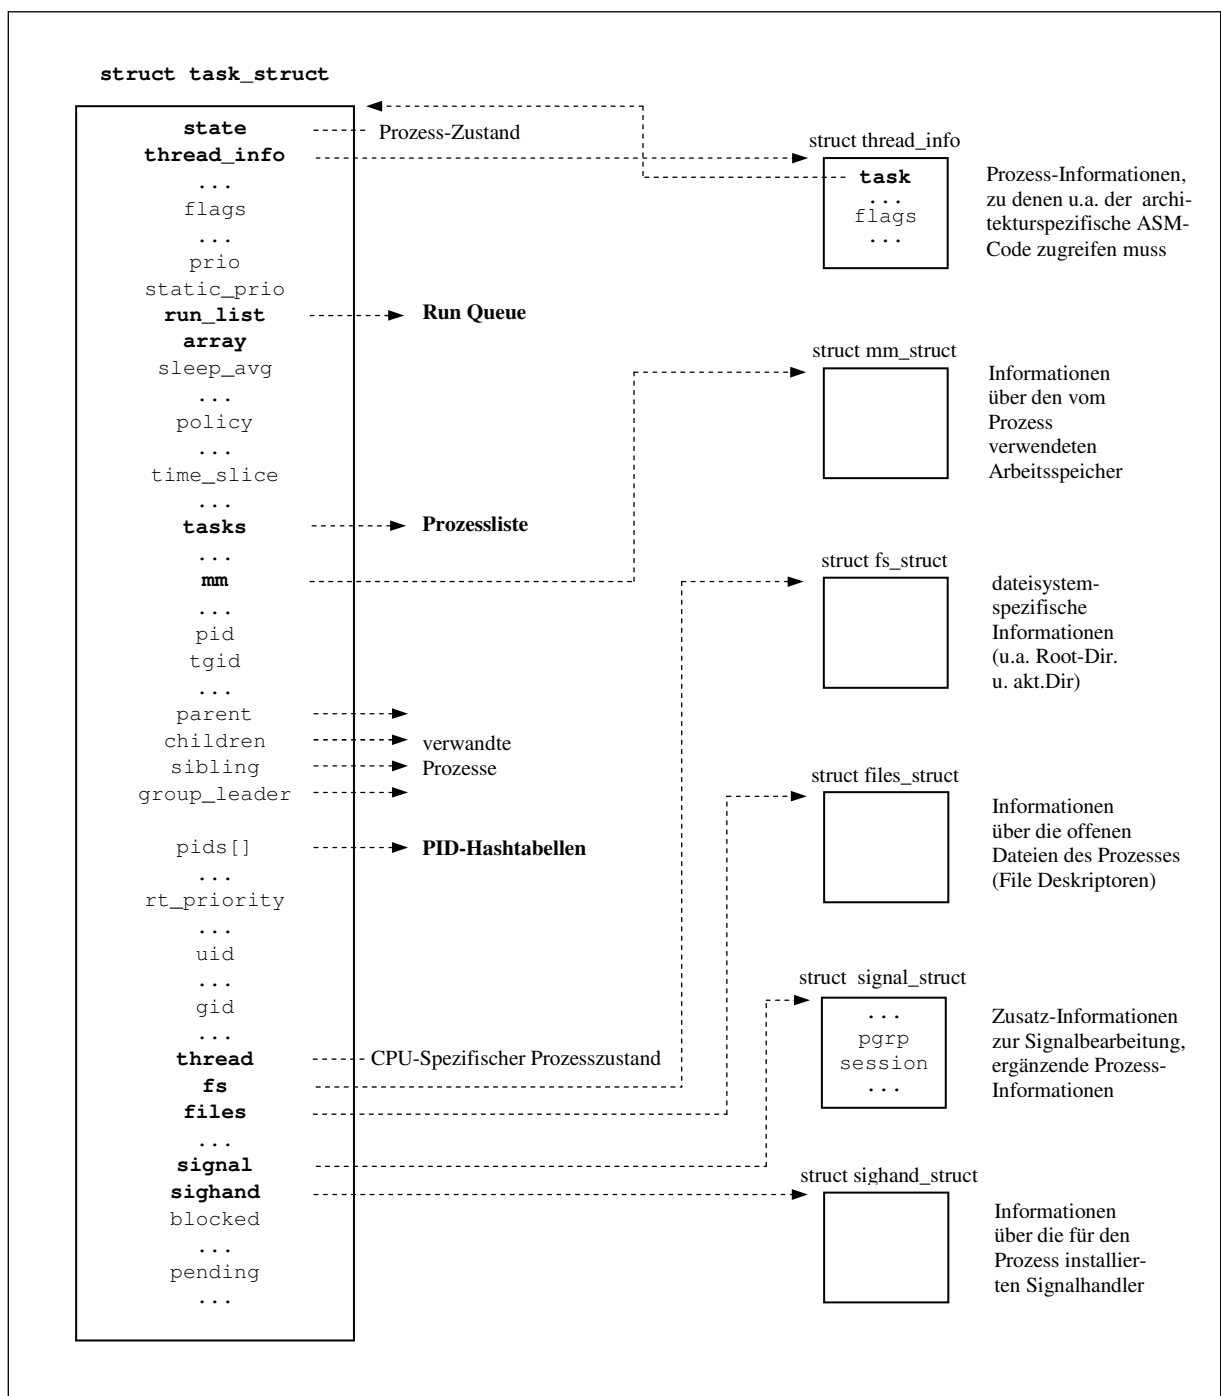 struct task_struct
state
Prozess-Zustand
thread_info
...
flags
...
prio
static_prio
run_list
Run Queue
array
sleep_avg
...
policy
...
time_slice
...
tasks
Prozessliste
...
mm
...
pid
tgid
...
parent
children
verwandte
sibling
Prozesse
group_leader
pids[]
PID-Hashtabellen
...
rt_priority
...
uid
...
gid
...
thread
CPU-Spezifischer Prozesszustand
fs
files
...
signal
sighand
blocked
...
pending
...
struct thread_info
task
...
flags
...
Prozess-Informationen,
zu denen u.a. der archi-
tekturspezifische ASM-
Code zugreifen muss
struct mm_struct
Informationen
über den vom
Prozess
verwendeten
Arbeitsspeicher
struct fs_struct
dateisystem-
spezifische
Informationen
(u.a. Root-Dir.
u. akt.Dir)
struct files_struct
Informationen
über die offenen
Dateien des Prozesses
(File Deskriptoren)
struct signal_struct
...
pgrp
session
...
Zusatz-Informationen
zur Signalbearbeitung,
ergänzende Prozess-
Informationen
struct sighand_struct
Informationen
über die für den
Prozess installier-
ten Signalhandler